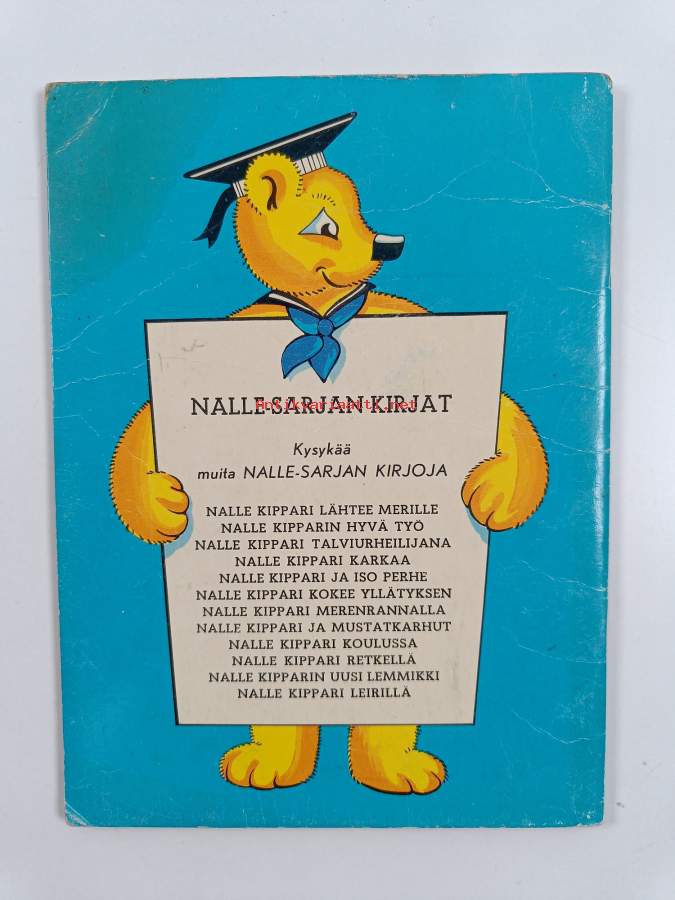 NALLE-SARJAN KIRJAT
Antikvariaatti.net
Kysykää
muita NALLE-SARJAN KIRJOJA
NALLE KIPPARI LÄHTEE MERILLE
NALLE KIPPARIN HYVÄ TYÖ
NALLE KIPPARI TALVIURHEILIJANA
NALLE KIPPARI KARKAA
NALLE KIPPARI JA ISO PERHE
NALLE KIPPARI KOKEE YLLÄTYKSEN
NALLE KIPPARI MERENRANNALLA
NALLE KIPPARI JA MUSTATKARHUT
NALLE KIPPARI KOULUSSA
NALLE KIPPARI RETKELLÄ
NALLE KIPPARIN UUSI LEMMIKKI
NALLE KIPPARI LEIRILLÄ